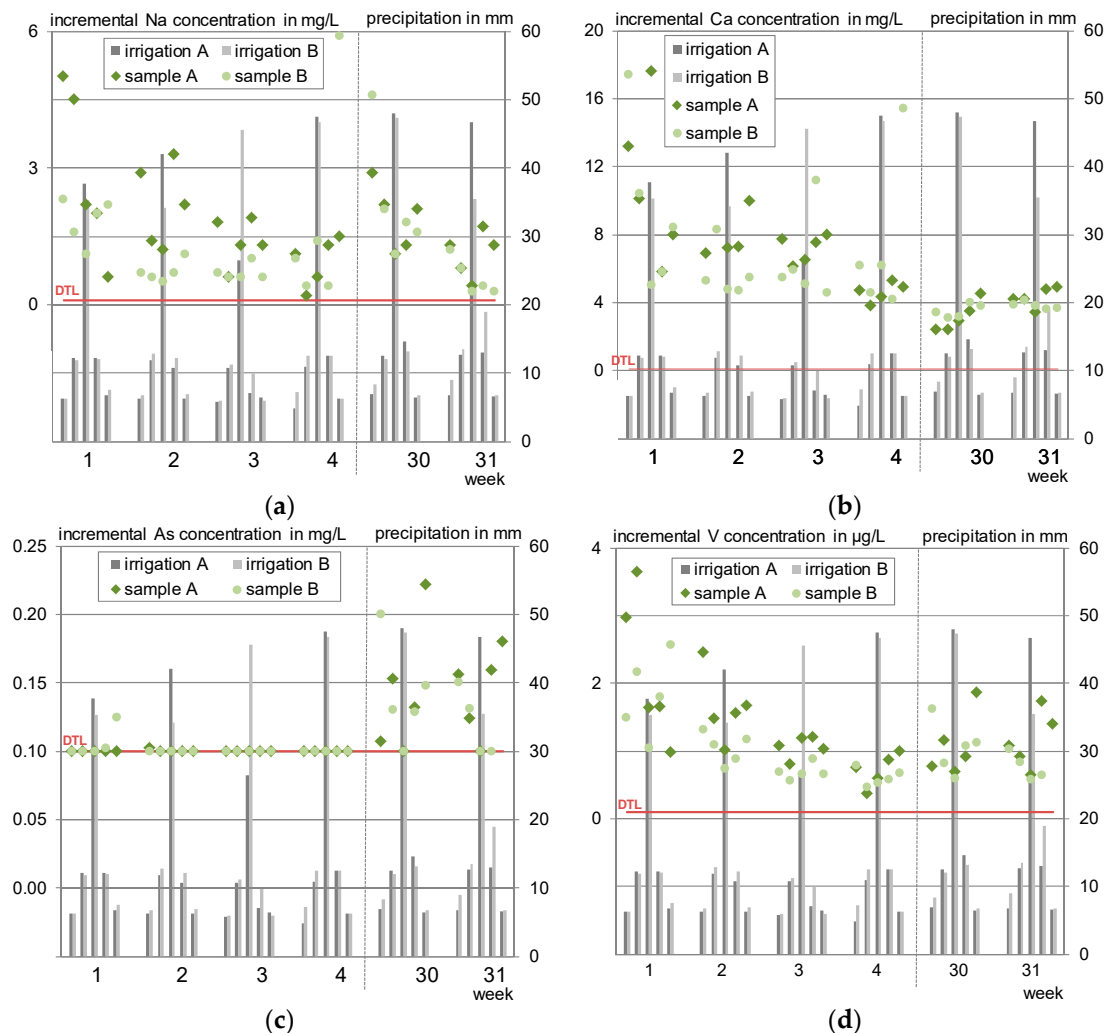 incremental Na concentration in mg/L precipitation in mm
6 60
irrigation A irrigation B
sample A sample B
50
3 40
30
0 DTL 20
10
0
1 2 3 4 30 31
week
(a)
incremental Ca concentration in mg/L precipitation in mm
20 60
irrigation A
irrigation B
sample A
sample B
16 50
12 40
8 30
4 20
DTL
0 10
0
1 2 3 4 30 31
week
(b)
incremental As concentration in mg/L precipitation in mm
0.25 60
irrigation A irrigation B
sample A sample B
0.20 50
0.15 40
DTL
0.10 30
0.05 20
0.00 10
0
1 2 3 4 30 31
week
(c)
incremental V concentration in µg/L precipitation in mm
4 60
irrigation A irrigation B
sample A sample B
50
2 40
30
DTL
0 20
10
0
1 2 3 4 30 31
week
(d)